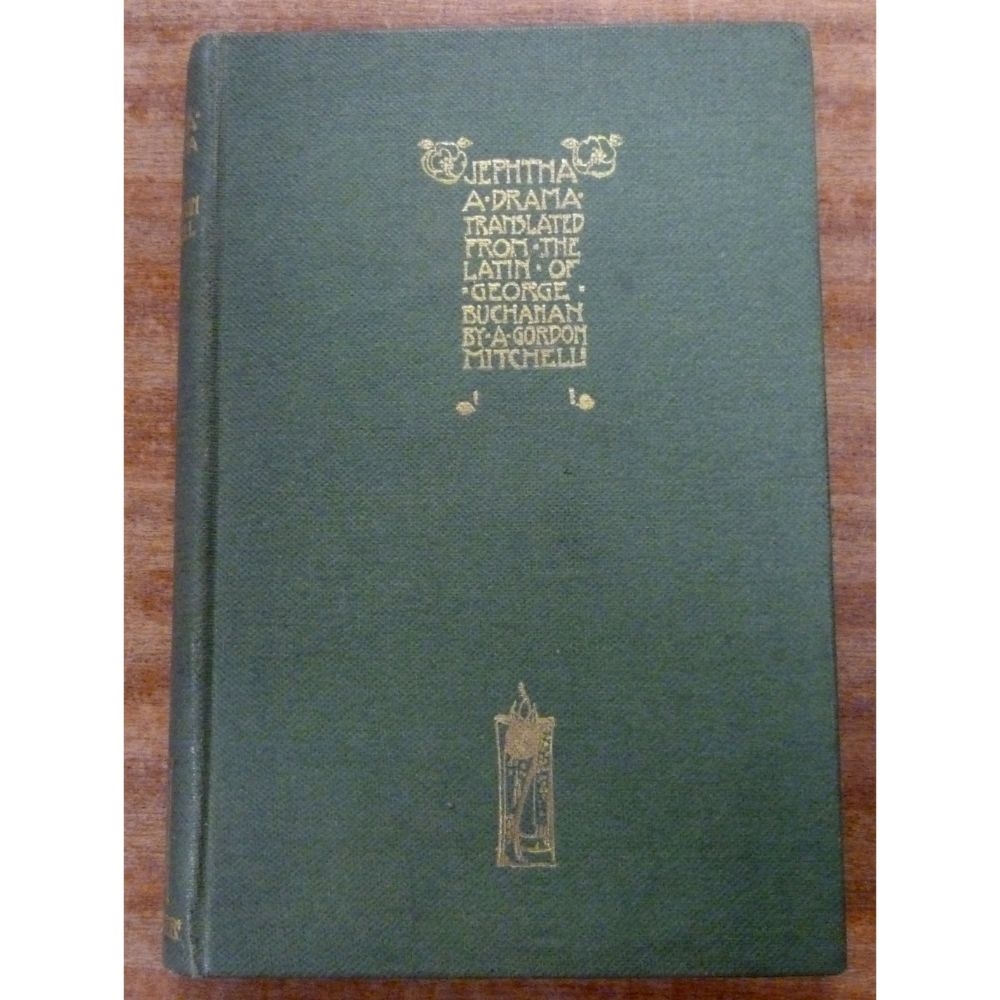 JEPHTHA
A·DRAMA·
TRANSLATED
FROM·THE
LATIN·OF
·GEORGE·
BUCHANAN
BY·A·GORDON
MITCHELL